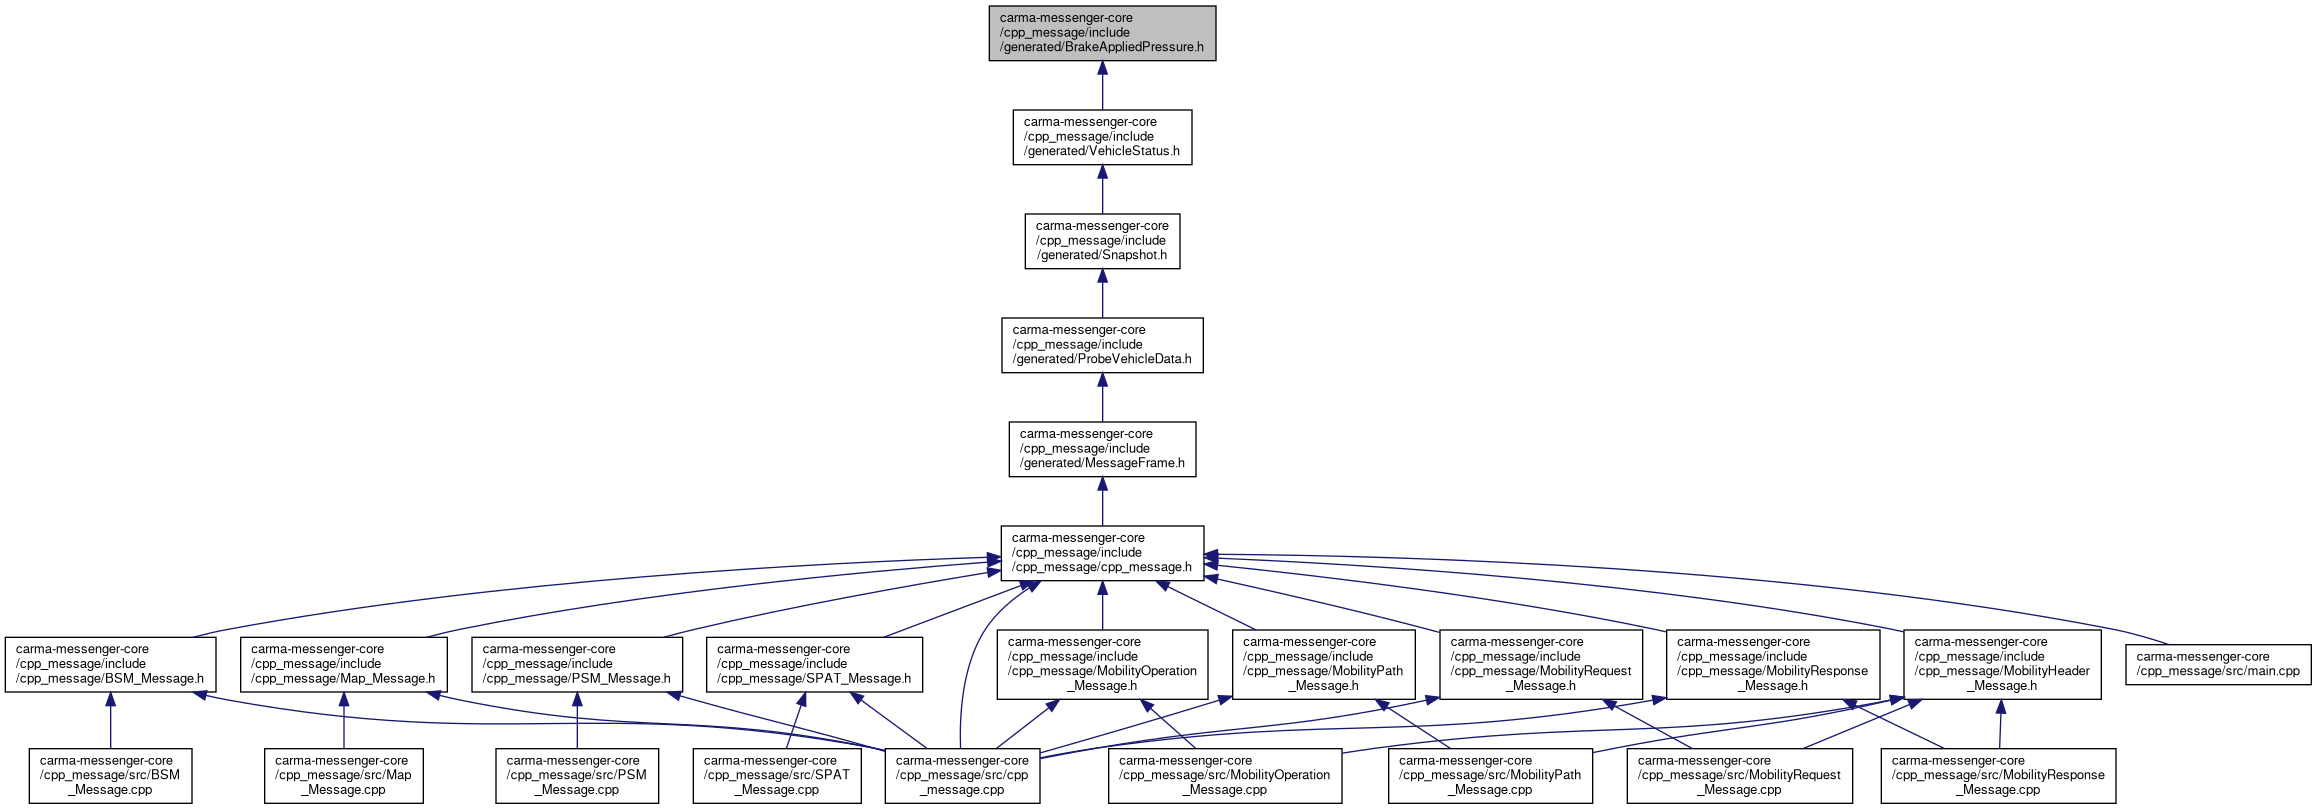 carma-messenger-core
/cpp_message/include
/generated/BrakeAppliedPressure.h
carma-messenger-core
/cpp_message/include
/generated/VehicleStatus.h
carma-messenger-core
/cpp_message/include
/generated/Snapshot.h
carma-messenger-core
/cpp_message/include
/generated/ProbeVehicleData.h
carma-messenger-core
/cpp_message/include
/generated/MessageFrame.h
carma-messenger-core
/cpp_message/include
/cpp_message/cpp_message.h
carma-messenger-core
/cpp_message/include
/cpp_message/BSM_Message.h
carma-messenger-core
/cpp_message/include
/cpp_message/Map_Message.h
carma-messenger-core
/cpp_message/include
/cpp_message/PSM_Message.h
carma-messenger-core
/cpp_message/include
/cpp_message/SPAT_Message.h
carma-messenger-core
/cpp_message/include
/cpp_message/MobilityOperation
_Message.h
carma-messenger-core
/cpp_message/include
/cpp_message/MobilityPath
_Message.h
carma-messenger-core
/cpp_message/include
/cpp_message/MobilityRequest
_Message.h
carma-messenger-core
/cpp_message/include
/cpp_message/MobilityResponse
_Message.h
carma-messenger-core
/cpp_message/include
/cpp_message/MobilityHeader
_Message.h
carma-messenger-core
/cpp_message/src/main.cpp
carma-messenger-core
/cpp_message/src/BSM
_Message.cpp
carma-messenger-core
/cpp_message/src/Map
_Message.cpp
carma-messenger-core
/cpp_message/src/PSM
_Message.cpp
carma-messenger-core
/cpp_message/src/SPAT
_Message.cpp
carma-messenger-core
/cpp_message/src/cpp
_message.cpp
carma-messenger-core
/cpp_message/src/MobilityOperation
_Message.cpp
carma-messenger-core
/cpp_message/src/MobilityPath
_Message.cpp
carma-messenger-core
/cpp_message/src/MobilityRequest
_Message.cpp
carma-messenger-core
/cpp_message/src/MobilityResponse
_Message.cpp